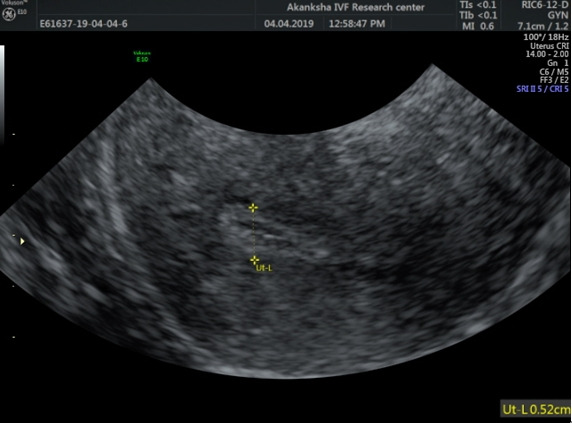 Voluson
E10
Akanksha IVF Research center
E61637-19-04-04-6
04.04.2019 12:58:47 PM
TIs <0.1
TIb <0.1
MI 0.6
RIC6-12-D
GYN
7.1cm / 1.2
100°/ 18Hz
Uterus CRI
14.00 - 2.00
Gn 1
C6 / M5
FF3 / E2
SRI II 5 / CRI 5
Voluson
E10
Ut-L
Ut-L 0.52cm